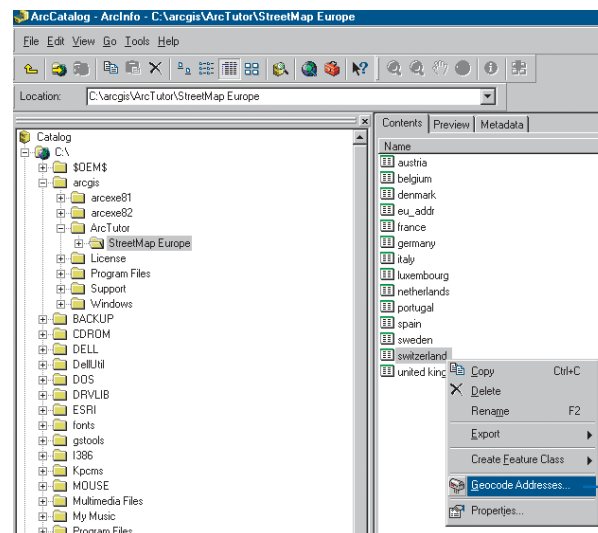 ArcCatalog - ArcInfo - C:\arcgis\ArcTutor\StreetMap Europe
File Edit View Go Tools Help
Location: C:\arcgis\ArcTutor\StreetMap Europe
Catalog
C:\
$OEM$
arcgis
arcexe81
arcexe82
ArcTutor
StreetMap Europe
License
Program Files
Support
Windows
BACKUP
CDROM
DELL
DellUtil
DOS
DRVLIB
ESRI
fonts
gstools
I386
Kpcms
MOUSE
Multimedia Files
My Music
Program Files
Contents Preview Metadata
Name
austria
belgium
denmark
eu_addr
france
germany
italy
luxembourg
netherlands
portugal
spain
sweden
switzerland
united king
Copy Ctrl+C
Delete
Rename F2
Export
Create Feature Class
Geocode Addresses...
Properties...